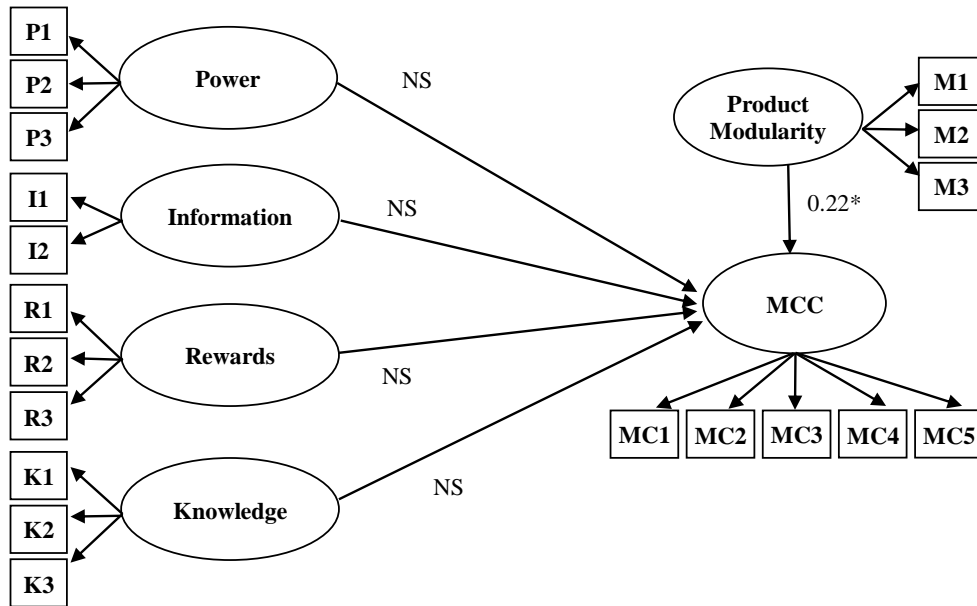 P1
P2
P3
Power
NS
Product
Modularity
M1
M2
M3
I1
I2
Information
NS
0.22*
MCC
R1
R2
R3
Rewards
NS
MC1
MC2
MC3
MC4
MC5
K1
K2
K3
Knowledge
NS